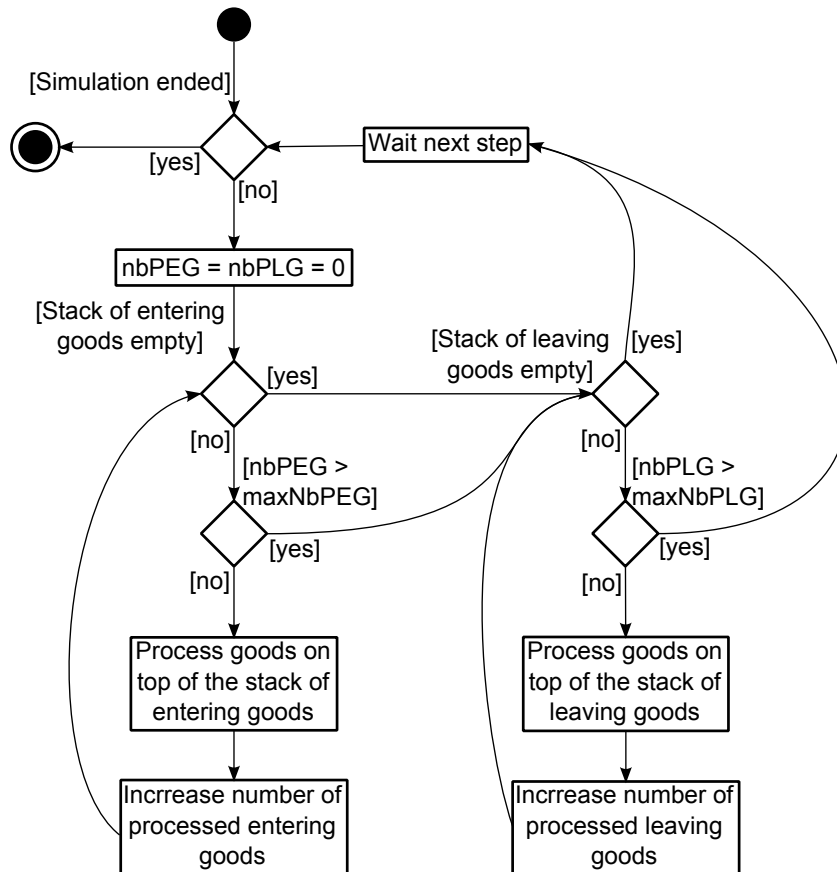 [Simulation ended]
[yes]
Wait next step
[no]
nbPEG = nbPLG = 0
[Stack of entering
goods empty]
[yes]
[Stack of leaving
goods empty]
[yes]
[no]
[nbPEG >
maxNbPEG]
[no]
[nbPLG >
maxNbPLG]
[yes]
[yes]
[no]
[no]
Process goods on
top of the stack of
entering goods
Process goods on
top of the stack of
leaving goods
Incrrease number of
processed entering
goods
Incrrease number of
processed leaving
goods